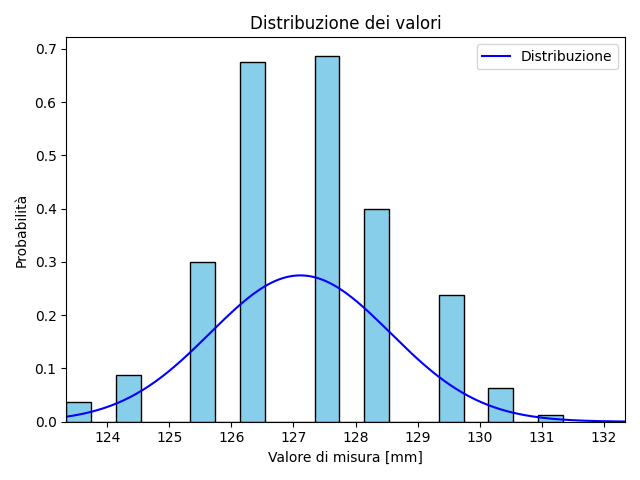 Distribuzione dei valori
Distribuzione
Probabilità
0.7
0.6
0.5
0.4
0.3
0.2
0.1
0.0
124 125 126 127 128 129 130 131 132
Valore di misura [mm]